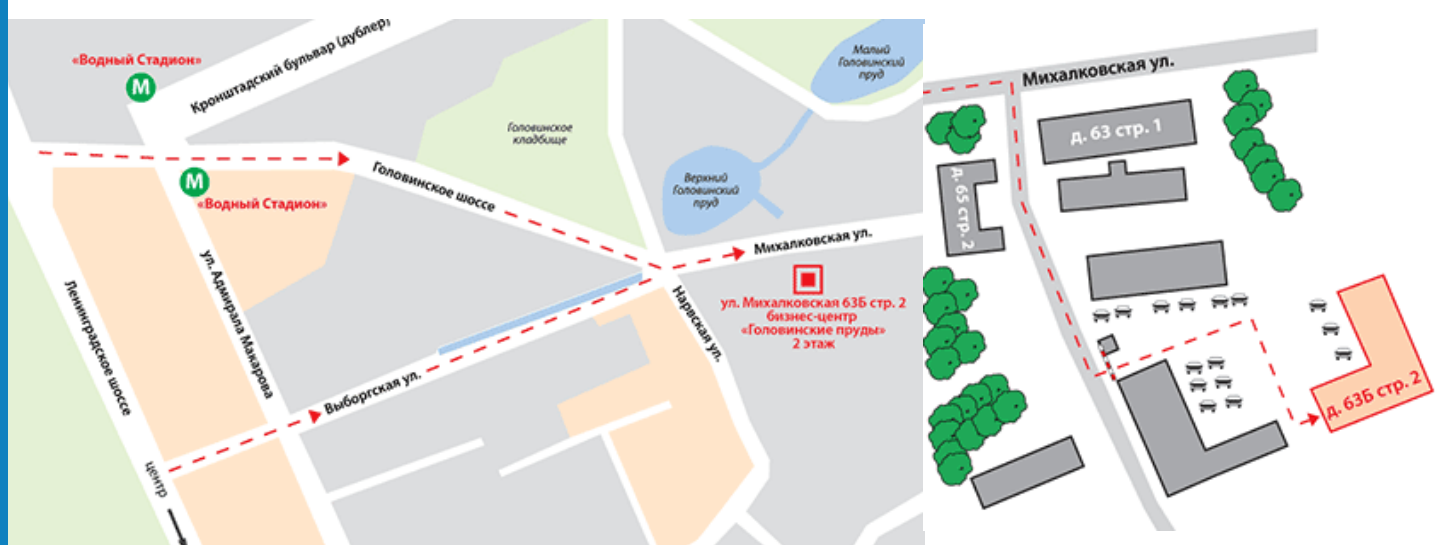 «Водный Стадион»
М
Кронштадский бульвар (дублер)
Малый
Головинский
пруд
Головинское
кладбище
Головинское шоссе
М
«Водный Стадион»
Верхний
Головинский
пруд
Михалковская ул.
ул. Михалковская 63Б стр. 2
бизнес-центр
«Головинские пруды»
2 этаж
ул. Адмирала Макарова
Ленинградское шоссе
Нарвская ул.
Выборгская ул.
центр
Михалковская ул.
д. 63 стр. 1
д. 65 стр. 2
д. 63Б стр. 2